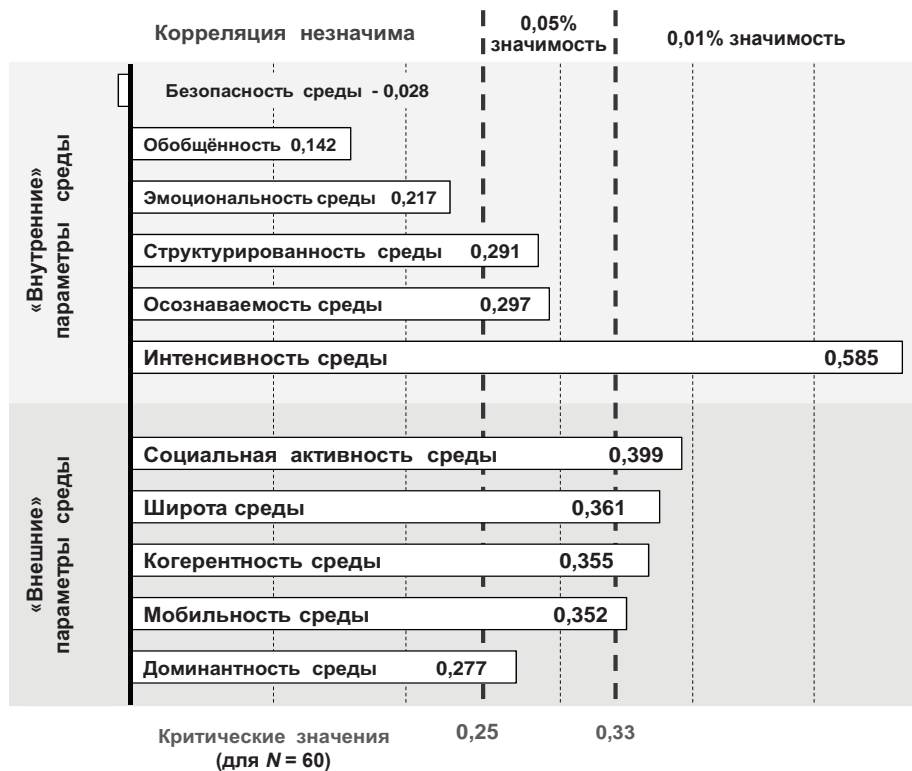 Корреляция незначима
0,05%
значимость
0,01% значимость
«Внутренние»
параметры среды
Безопасность среды - 0,028
Обобщённость 0,142
Эмоциональность среды 0,217
Структурированность среды 0,291
Осознаваемость среды 0,297
Интенсивность среды 0,585
«Внешние»
параметры среды
Социальная активность среды 0,399
Широта среды 0,361
Когерентность среды 0,355
Мобильность среды 0,352
Доминантность среды 0,277
Критические значения
(для N = 60)
0,25
0,33